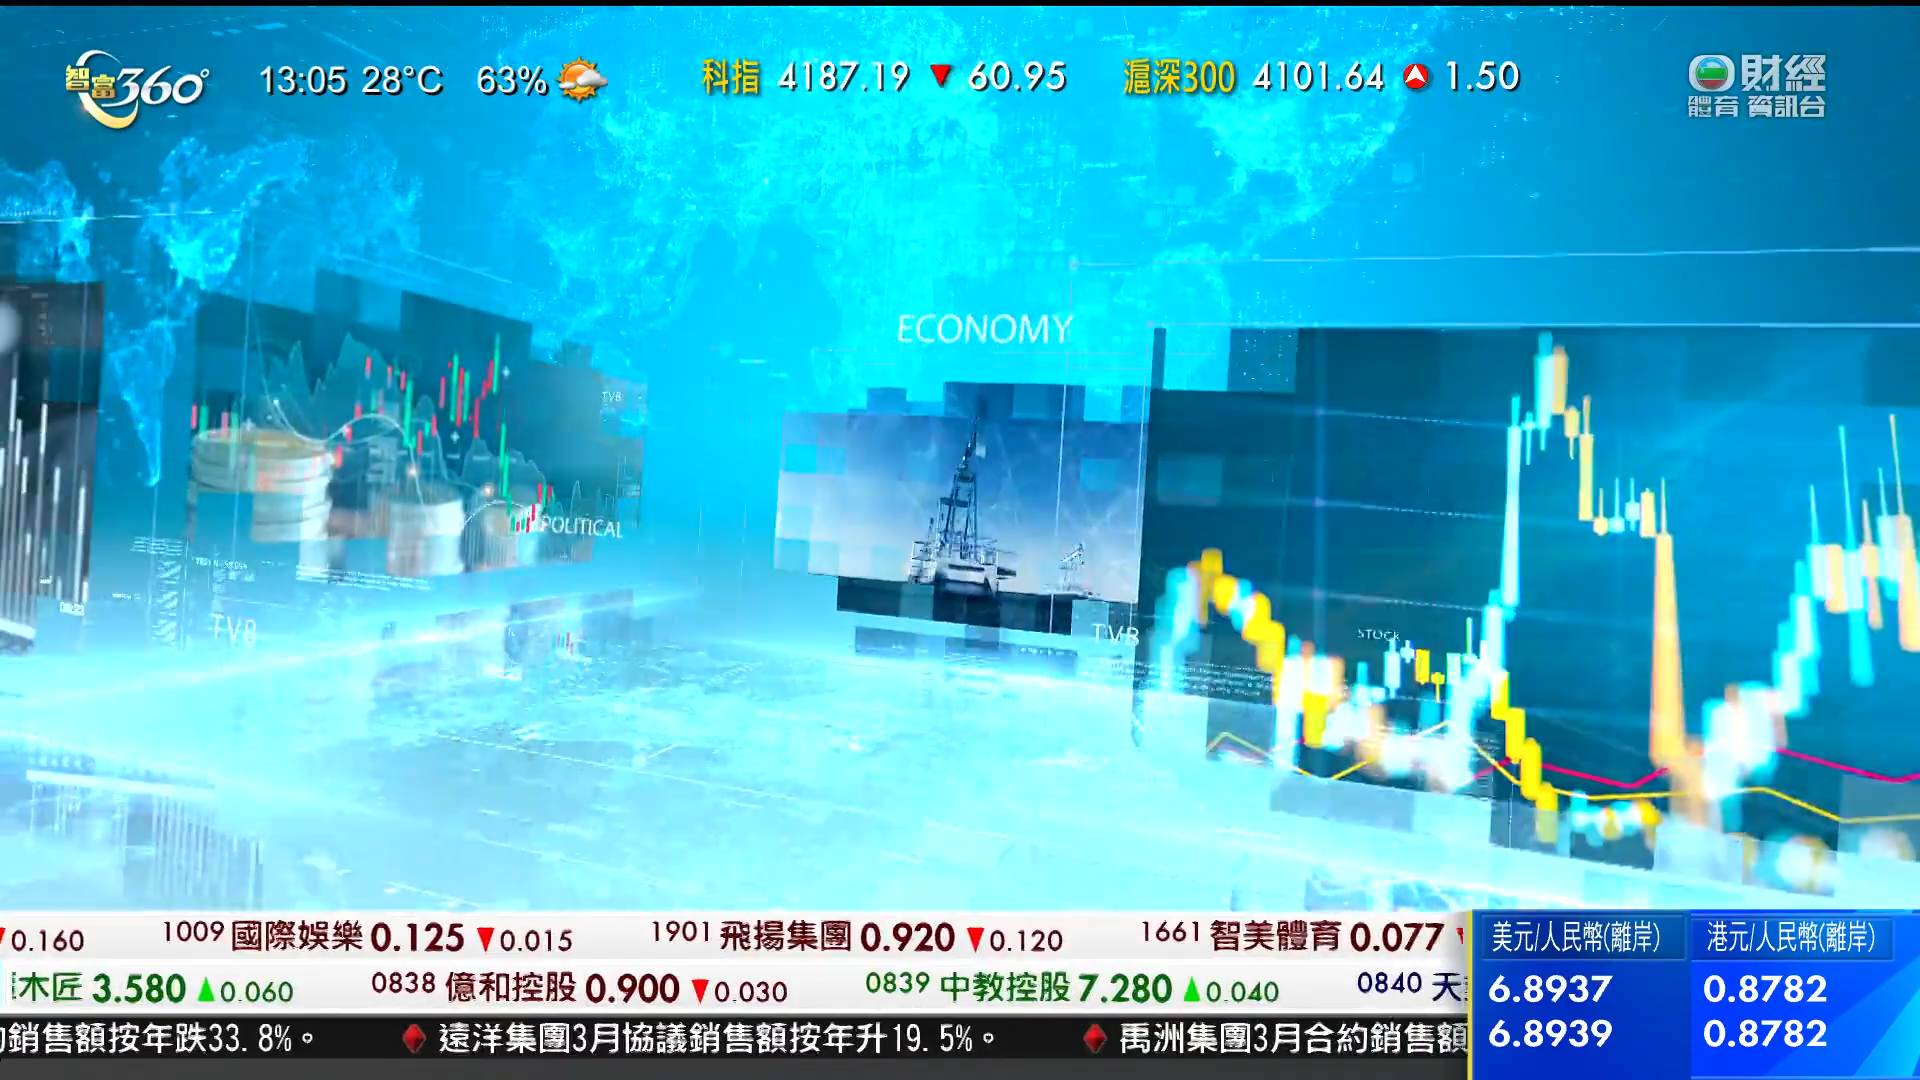 智富360°
13:05 28°C 63%
科指 4187.19 ▼ 60.95
滬深300 4101.64 ▲ 1.50
財經
體育 資訊台
ECONOMY
TVB
POLITICAL
TVB
TVB
STOCK
▼0.160 1009 國際娛樂 0.125 ▼0.015 1901 飛揚集團 0.920 ▼0.120 1661 智美體育 0.077
木匠 3.580 ▲0.060 0838 億和控股 0.900 ▼0.030 0839 中教控股 7.280 ▲0.040 0840 天
銷售額按年跌33.8%。 ◆ 遠洋集團3月協議銷售額按年升19.5%。 ◆ 禹洲集團3月合約銷售額
美元/人民幣(離岸) 港元/人民幣(離岸)
6.8937 0.8782
6.8939 0.8782